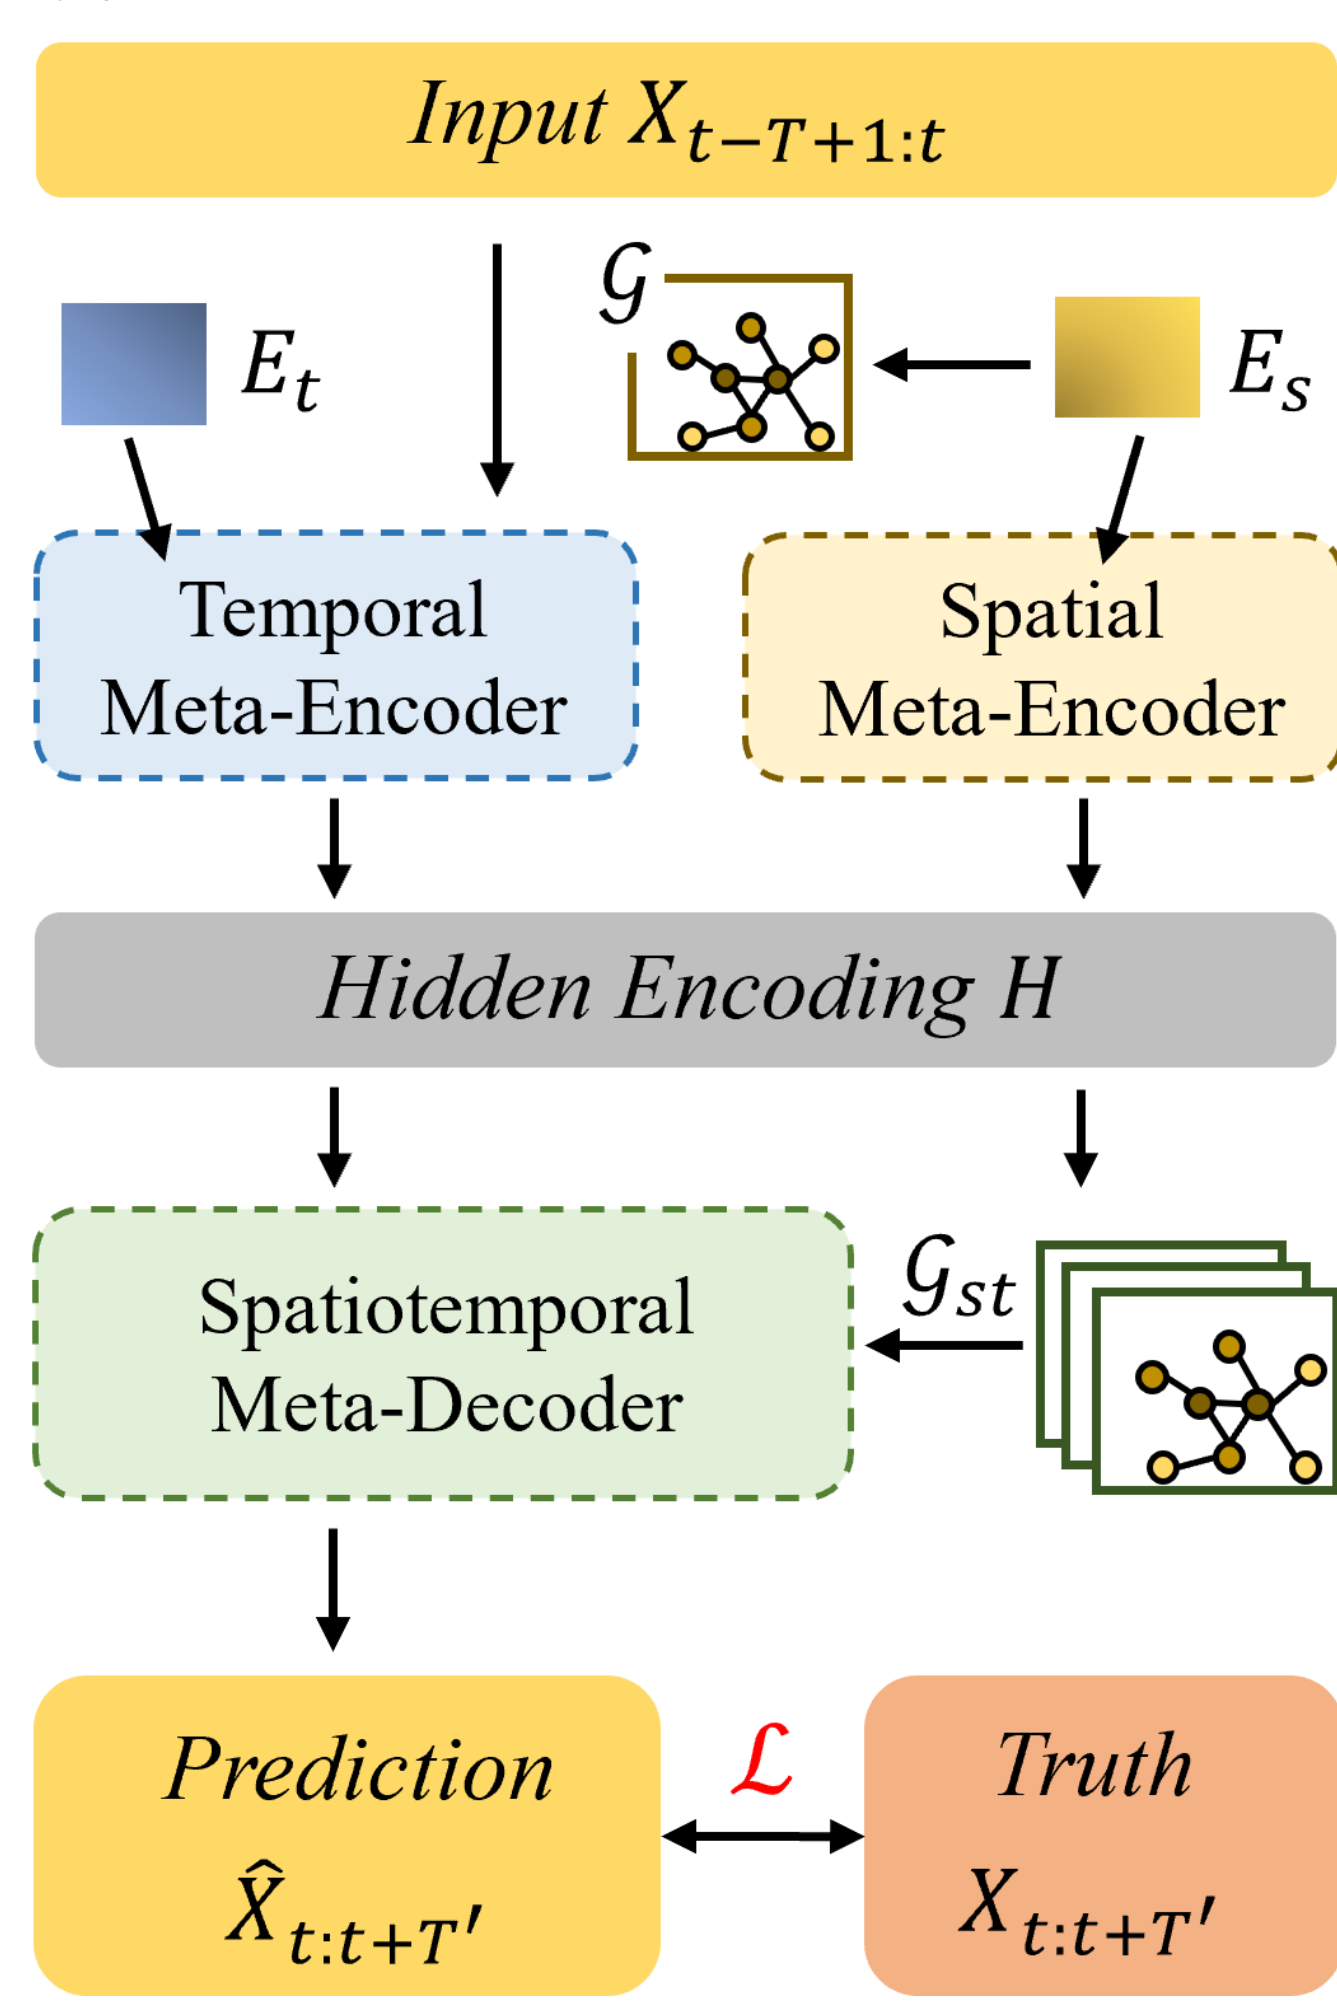 Input X_{t−T+1:t}
𝒢
E_t
E_s
Temporal
Meta-Encoder
Spatial
Meta-Encoder
Hidden Encoding H
𝒢_{st}
Spatiotemporal
Meta-Decoder
Prediction
X̂_{t:t+T′}
ℒ
Truth
X_{t:t+T′}